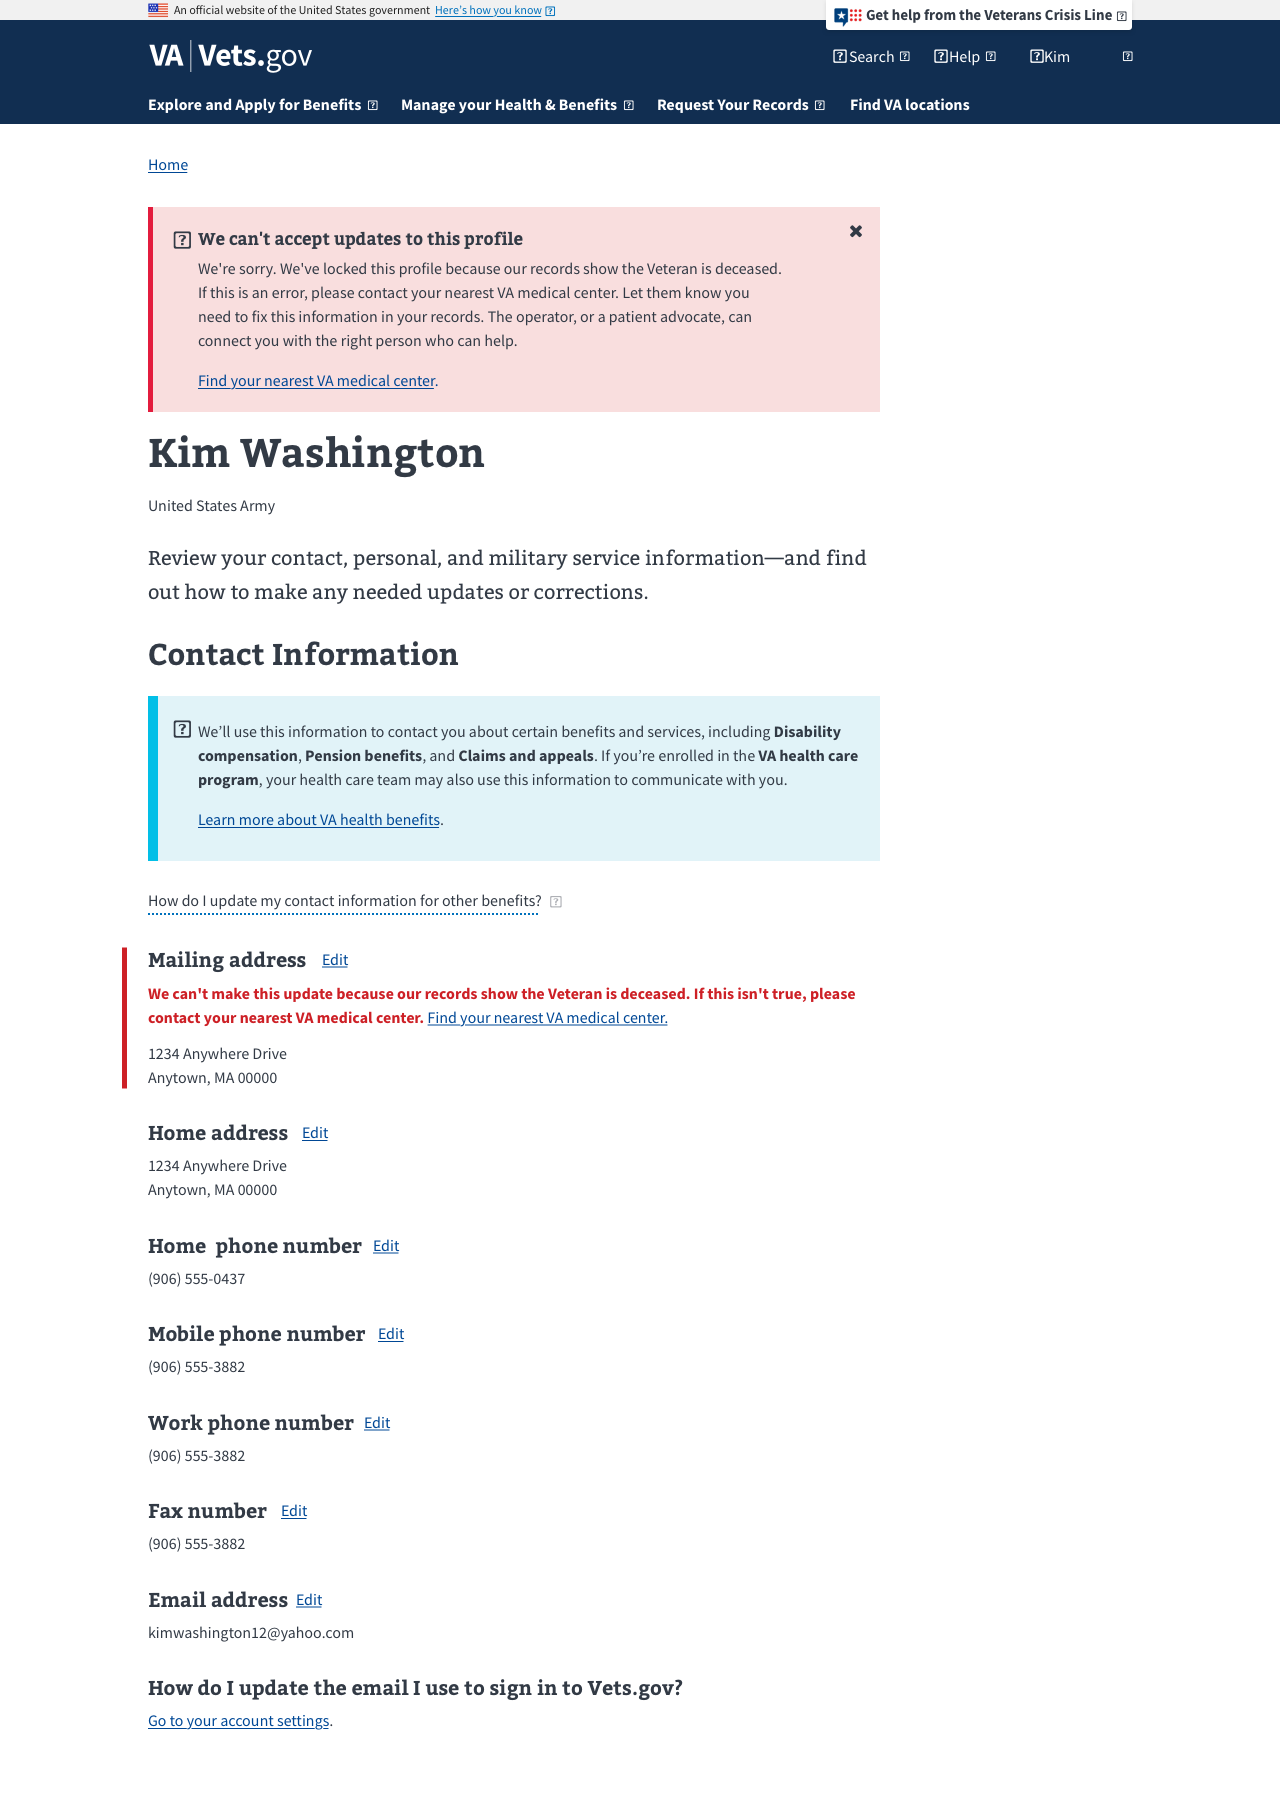 An official website of the United States government Here's how you know
Get help from the Veterans Crisis Line
VA | Vets.gov
Search Help Kim
Explore and Apply for Benefits Manage your Health & Benefits Request Your Records Find VA locations
Home
We can't accept updates to this profile
We're sorry. We've locked this profile because our records show the Veteran is deceased.
If this is an error, please contact your nearest VA medical center. Let them know you
need to fix this information in your records. The operator, or a patient advocate, can
connect you with the right person who can help.
Find your nearest VA medical center.
Kim Washington
United States Army
Review your contact, personal, and military service information—and find
out how to make any needed updates or corrections.
Contact Information
We’ll use this information to contact you about certain benefits and services, including Disability
compensation, Pension benefits, and Claims and appeals. If you’re enrolled in the VA health care
program, your health care team may also use this information to communicate with you.
Learn more about VA health benefits.
How do I update my contact information for other benefits?
Mailing address Edit
We can't make this update because our records show the Veteran is deceased. If this isn't true, please
contact your nearest VA medical center. Find your nearest VA medical center.
1234 Anywhere Drive
Anytown, MA 00000
Home address Edit
1234 Anywhere Drive
Anytown, MA 00000
Home phone number Edit
(906) 555-0437
Mobile phone number Edit
(906) 555-3882
Work phone number Edit
(906) 555-3882
Fax number Edit
(906) 555-3882
Email address Edit
kimwashington12@yahoo.com
How do I update the email I use to sign in to Vets.gov?
Go to your account settings.